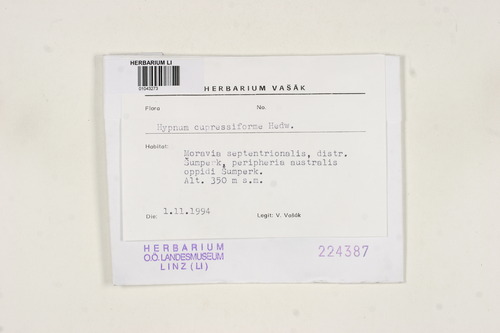 HERBARIUM LI
01043273
HERBARIUM VAŠÁK
Flora No.
Hypnum cupressiforme Hedw.
Habitat: Moravia septentrionalis, distr.
Šumperk, peripheria australis
oppidi Šumperk.
Alt. 350 m s.m.
Die: 1.11.1994 Legit: V. Vašák
HERBARIUM
O.Ö. LANDESMUSEUM
LINZ (LI)
224387